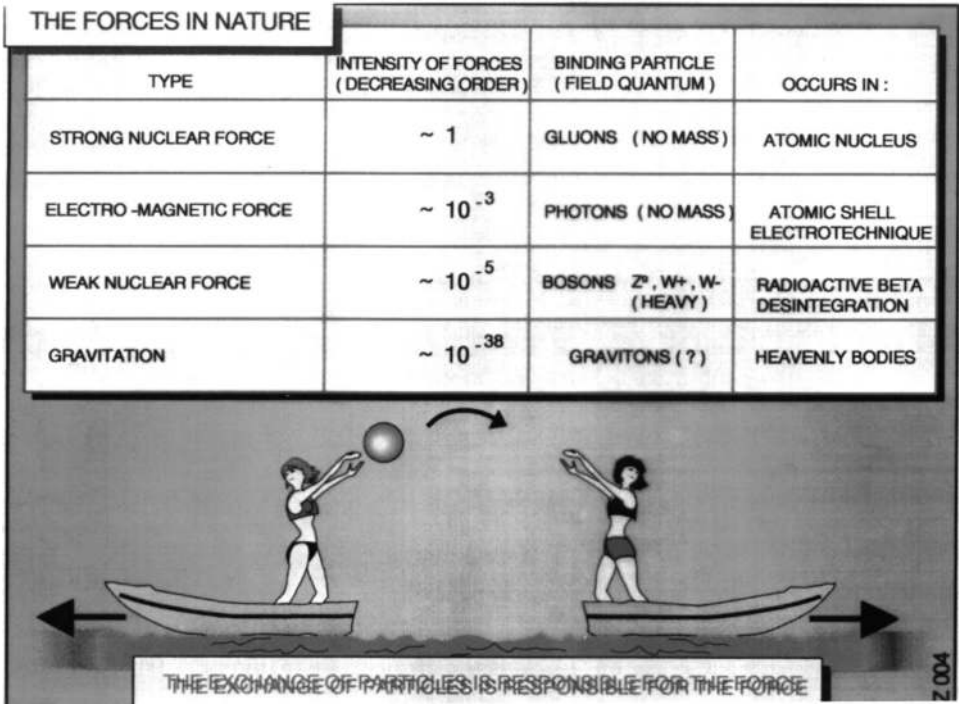 THE FORCES IN NATURE
TYPE
INTENSITY OF FORCES
( DECREASING ORDER )
BINDING PARTICLE
( FIELD QUANTUM )
OCCURS IN :
STRONG NUCLEAR FORCE
~ 1
GLUONS ( NO MASS )
ATOMIC NUCLEUS
ELECTRO -MAGNETIC FORCE
~ 10⁻³
PHOTONS ( NO MASS )
ATOMIC SHELL
ELECTROTECHNIQUE
WEAK NUCLEAR FORCE
~ 10⁻⁵
BOSONS Z⁰ , W+ , W-
( HEAVY )
RADIOACTIVE BETA
DESINTEGRATION
GRAVITATION
~ 10⁻³⁸
GRAVITONS ( ? )
HEAVENLY BODIES
THE EXCHANGE OF PARTICLES IS RESPONSIBLE FOR THE FORCE
Z 004